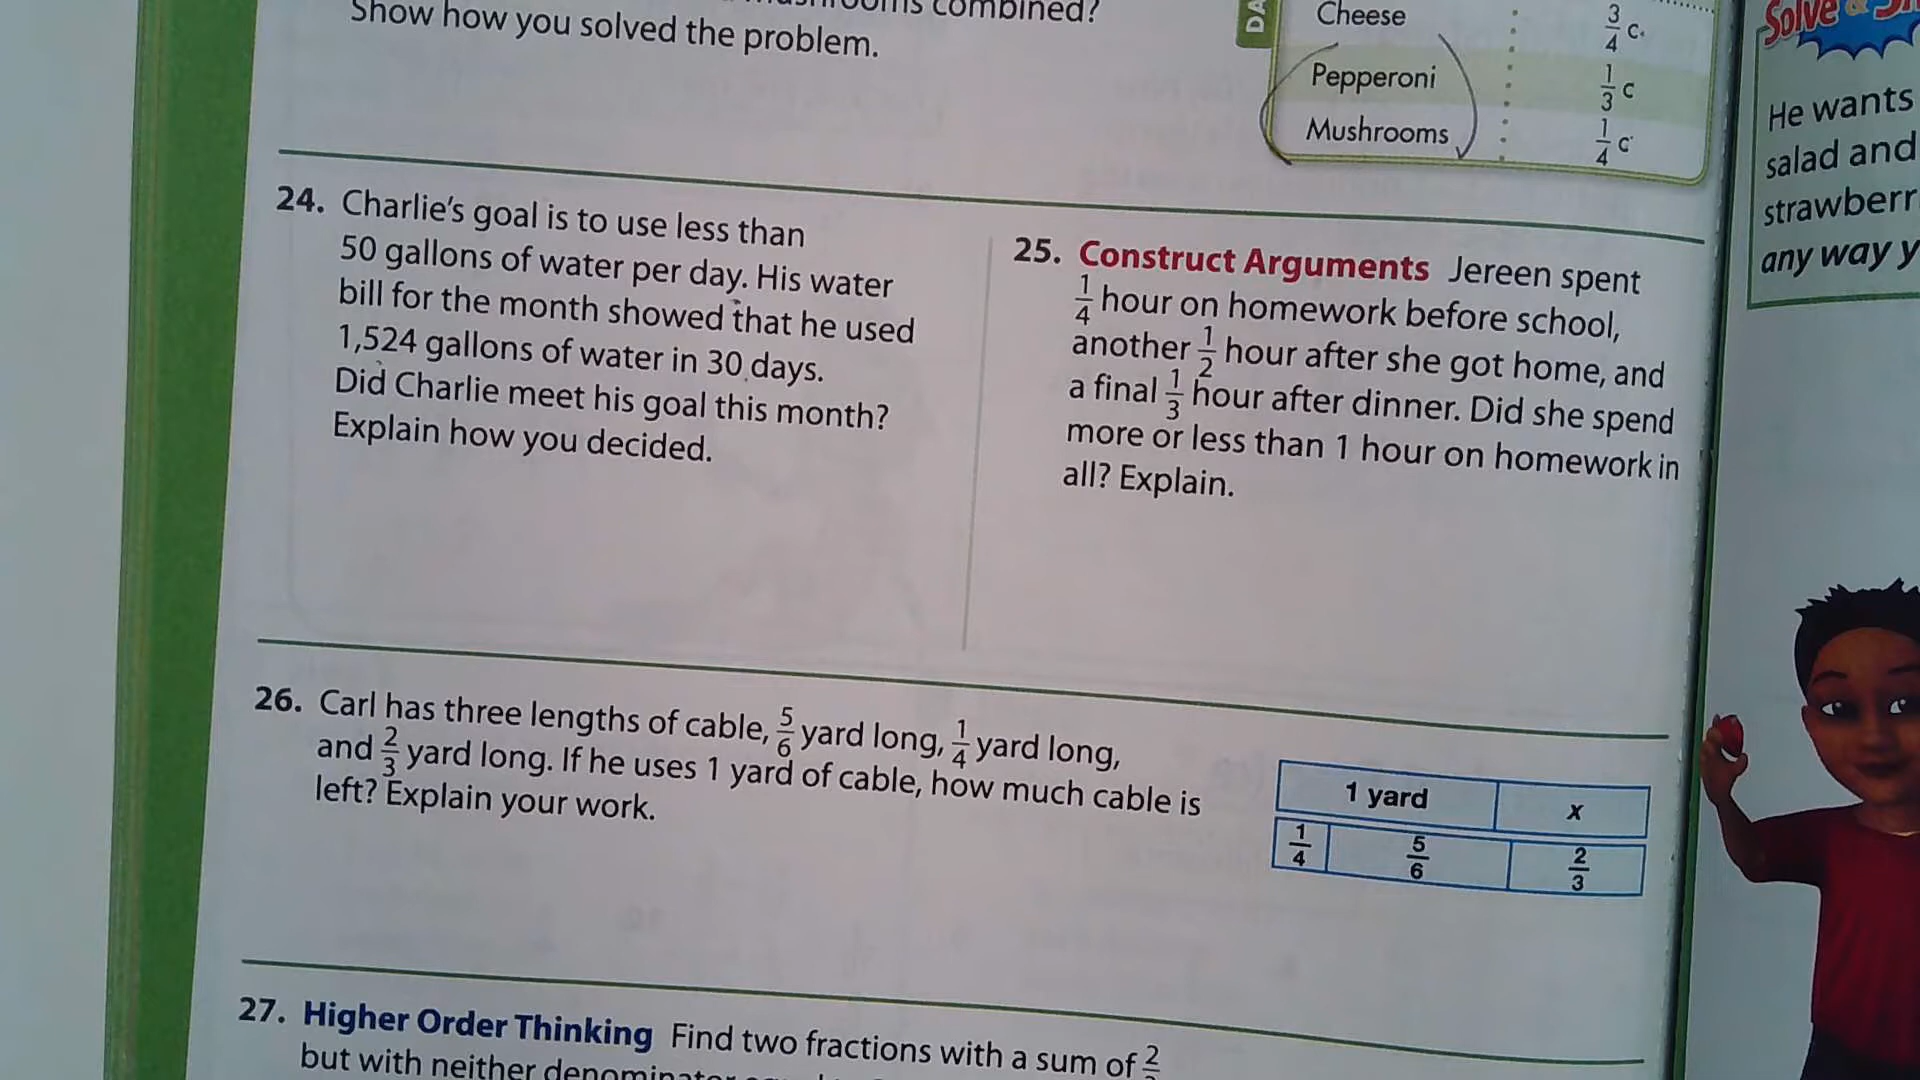 combined?
Show how you solved the problem.
DA
Cheese 3/4 c.
Pepperoni 1/3 c
Mushrooms 1/4 c
24. Charlie's goal is to use less than
50 gallons of water per day. His water
bill for the month showed that he used
1,524 gallons of water in 30 days.
Did Charlie meet his goal this month?
Explain how you decided.
25. Construct Arguments Jereen spent
1/4 hour on homework before school,
another 1/2 hour after she got home, and
a final 1/3 hour after dinner. Did she spend
more or less than 1 hour on homework in
all? Explain.
26. Carl has three lengths of cable, 5/6 yard long, 1/4 yard long,
and 2/3 yard long. If he uses 1 yard of cable, how much cable is
left? Explain your work.
1 yard x
1/4 5/6 2/3
27. Higher Order Thinking Find two fractions with a sum of 2
but with neither
Solve &
He wants
salad and
strawberr
any way y